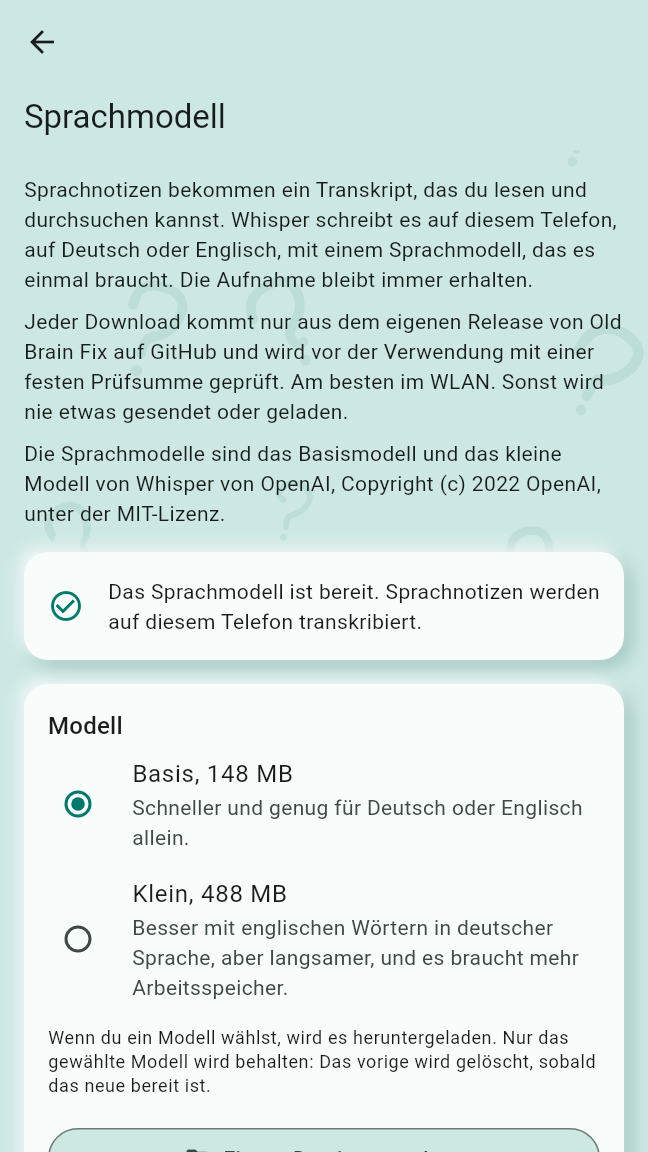 Sprachmodell
Sprachnotizen bekommen ein Transkript, das du lesen und
durchsuchen kannst. Whisper schreibt es auf diesem Telefon,
auf Deutsch oder Englisch, mit einem Sprachmodell, das es
einmal braucht. Die Aufnahme bleibt immer erhalten.
Jeder Download kommt nur aus dem eigenen Release von Old
Brain Fix auf GitHub und wird vor der Verwendung mit einer
festen Prüfsumme geprüft. Am besten im WLAN. Sonst wird
nie etwas gesendet oder geladen.
Die Sprachmodelle sind das Basismodell und das kleine
Modell von Whisper von OpenAI, Copyright (c) 2022 OpenAI,
unter der MIT-Lizenz.
Das Sprachmodell ist bereit. Sprachnotizen werden
auf diesem Telefon transkribiert.
Modell
Basis, 148 MB
Schneller und genug für Deutsch oder Englisch
allein.
Klein, 488 MB
Besser mit englischen Wörtern in deutscher
Sprache, aber langsamer, und es braucht mehr
Arbeitsspeicher.
Wenn du ein Modell wählst, wird es heruntergeladen. Nur das
gewählte Modell wird behalten: Das vorige wird gelöscht, sobald
das neue bereit ist.